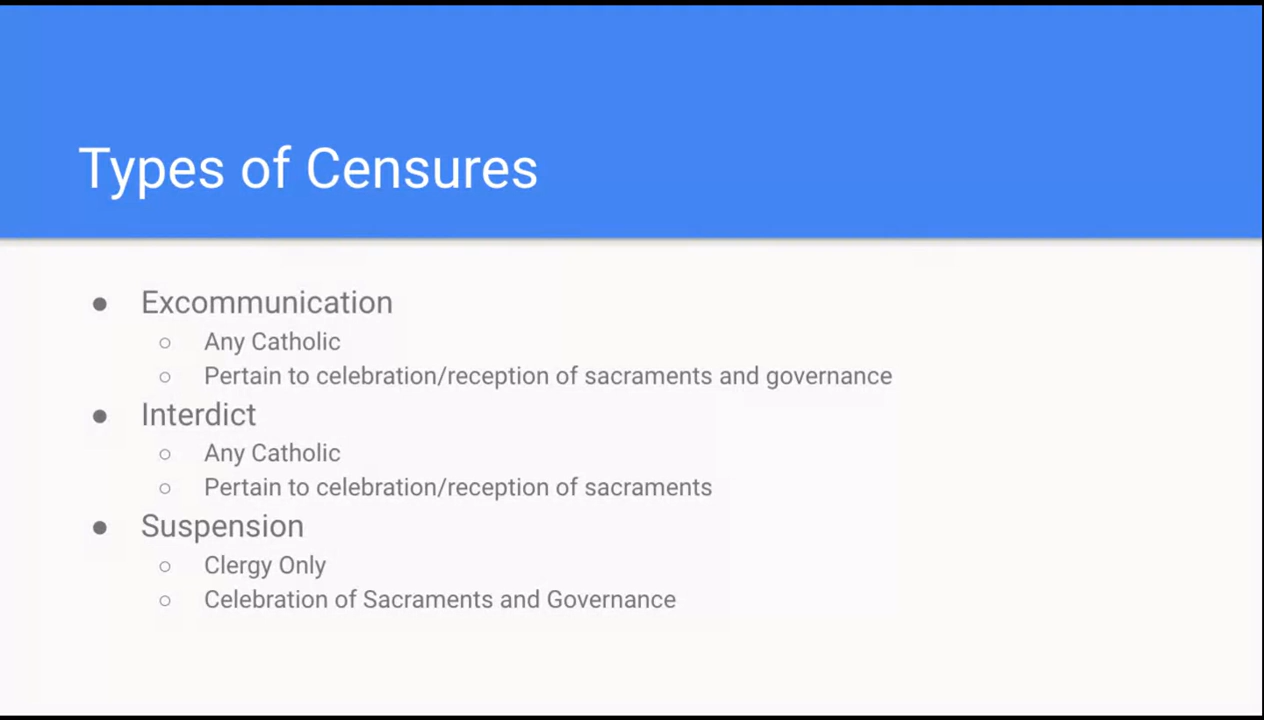 Types of Censures
● Excommunication
○ Any Catholic
○ Pertain to celebration/reception of sacraments and governance
● Interdict
○ Any Catholic
○ Pertain to celebration/reception of sacraments
● Suspension
○ Clergy Only
○ Celebration of Sacraments and Governance